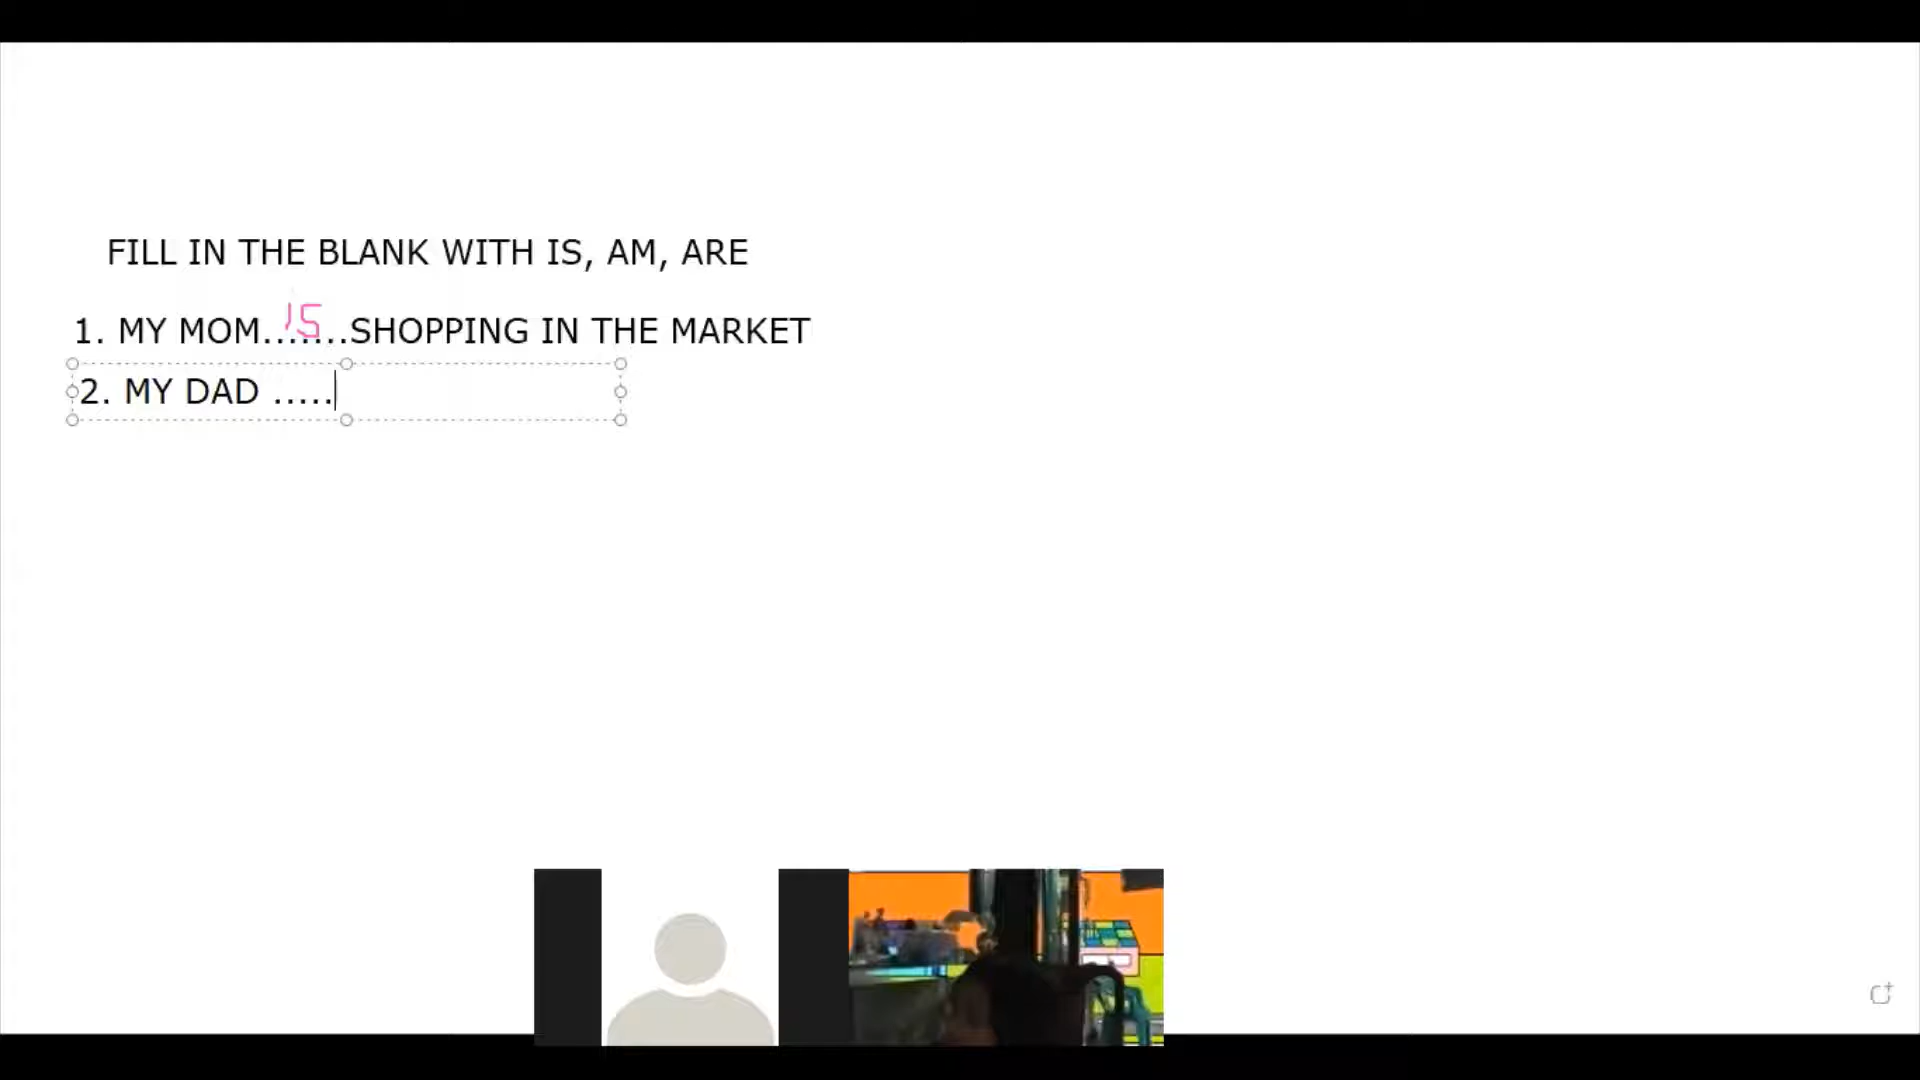 FILL IN THE BLANK WITH IS, AM, ARE
1. MY MOM...IS....SHOPPING IN THE MARKET
2. MY DAD .....